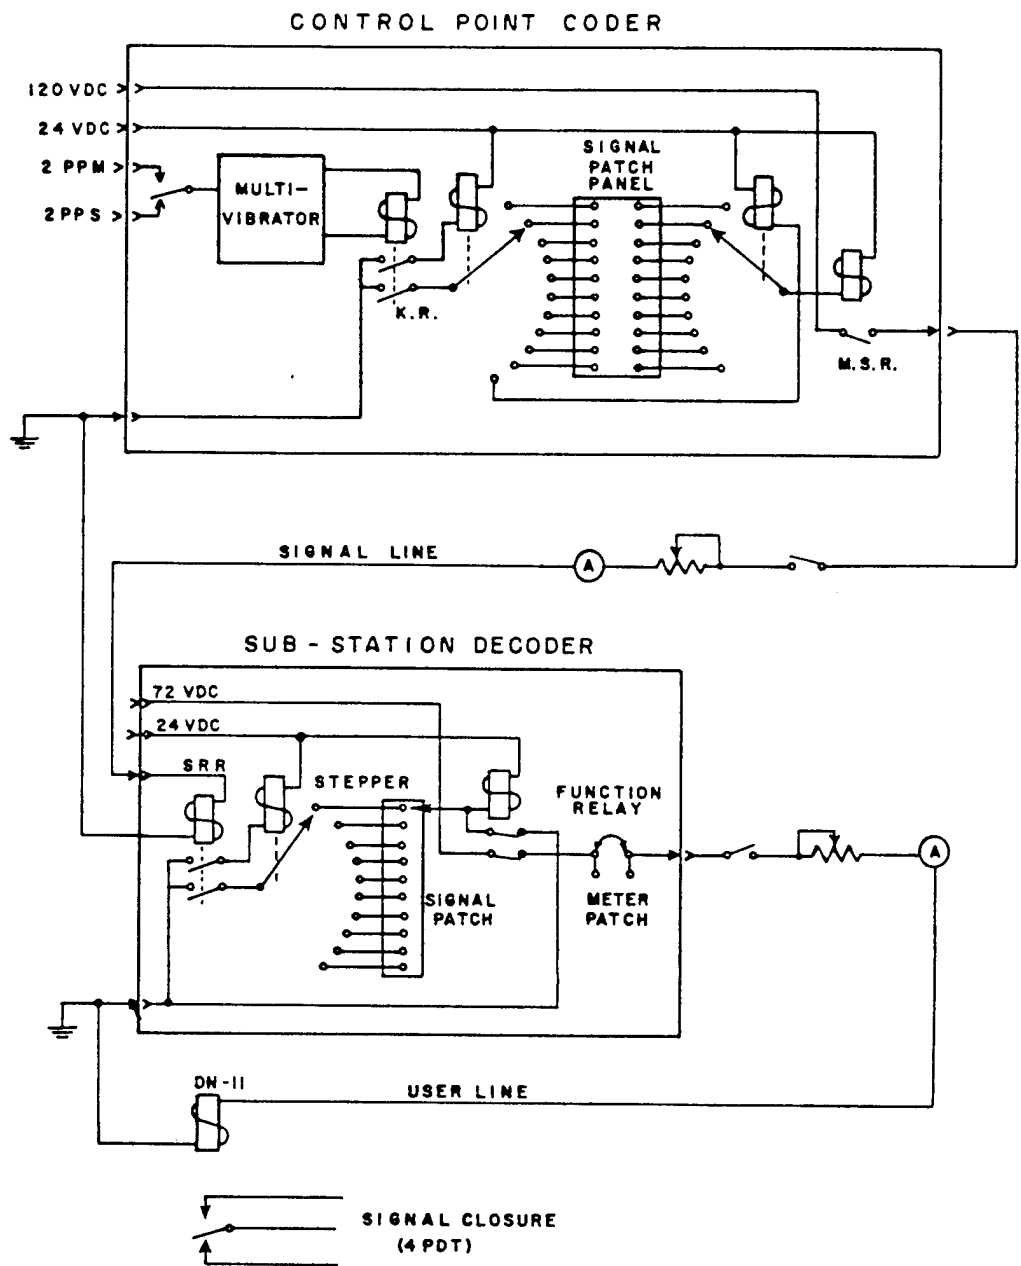 CONTROL POINT CODER
120 VDC
24 VDC
2 PPM
2 PPS
MULTI-
VIBRATOR
SIGNAL
PATCH
PANEL
K.R.
M.S.R.
SIGNAL LINE
A
SUB-STATION DECODER
72 VDC
24 VDC
SRR
STEPPER
FUNCTION
RELAY
A
SIGNAL
PATCH
METER
PATCH
DN-11
USER LINE
SIGNAL CLOSURE
(4 PDT)